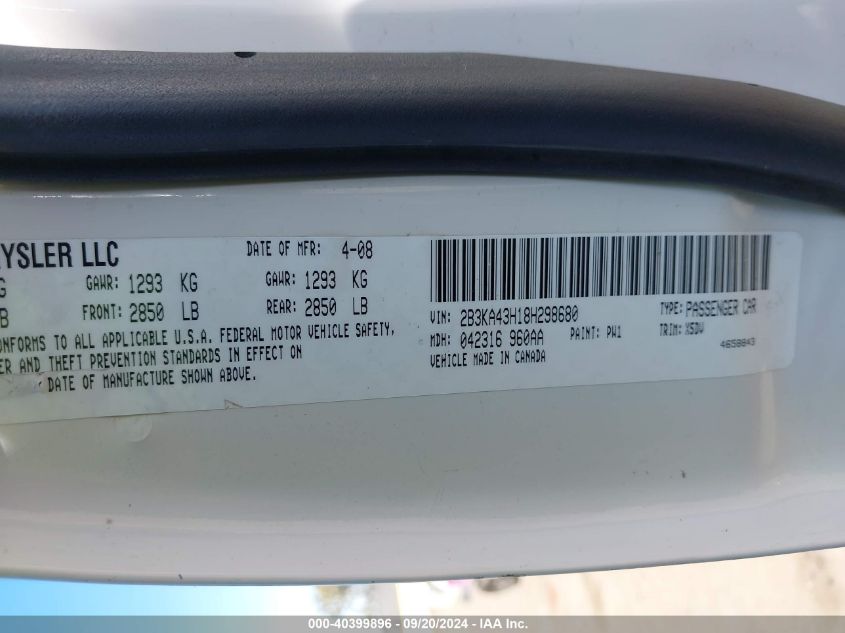 YSLER LLC DATE OF MFR: 4-08
G GAWR: 1293 KG GAWR: 1293 KG
B FRONT: 2850 LB REAR: 2850 LB
ONFORMS TO ALL APPLICABLE U.S.A. FEDERAL MOTOR VEHICLE SAFETY,
ER AND THEFT PREVENTION STANDARDS IN EFFECT ON
DATE OF MANUFACTURE SHOWN ABOVE.
VIN: 2B3KA43H18H298680 TYPE: PASSENGER CAR
MDH: 042316 960AA PAINT: PW1 TRIM: X5DV
VEHICLE MADE IN CANADA 4658843
000-40399896 - 09/20/2024 - IAA Inc.